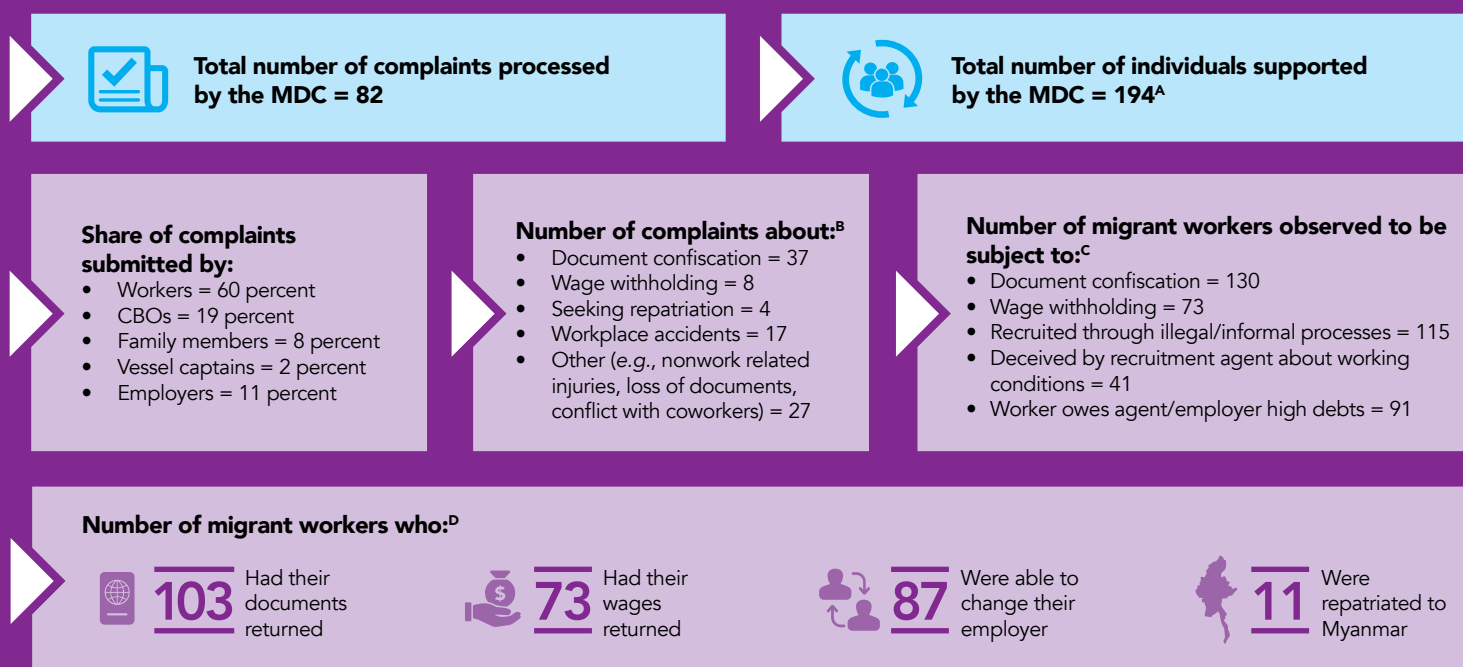 Total number of complaints processed
by the MDC = 82
Total number of individuals supported
by the MDC = 194A
Share of complaints
submitted by:
• Workers = 60 percent
• CBOs = 19 percent
• Family members = 8 percent
• Vessel captains = 2 percent
• Employers = 11 percent
Number of complaints about:B
• Document confiscation = 37
• Wage withholding = 8
• Seeking repatriation = 4
• Workplace accidents = 17
• Other (e.g., nonwork related
injuries, loss of documents,
conflict with coworkers) = 27
Number of migrant workers observed to be
subject to:C
• Document confiscation = 130
• Wage withholding = 73
• Recruited through illegal/informal processes = 115
• Deceived by recruitment agent about working
conditions = 41
• Worker owes agent/employer high debts = 91
Number of migrant workers who:D
103
Had their
documents
returned
$
73
Had their
wages
returned
87
Were able to
change their
employer
11
Were
repatriated to
Myanmar